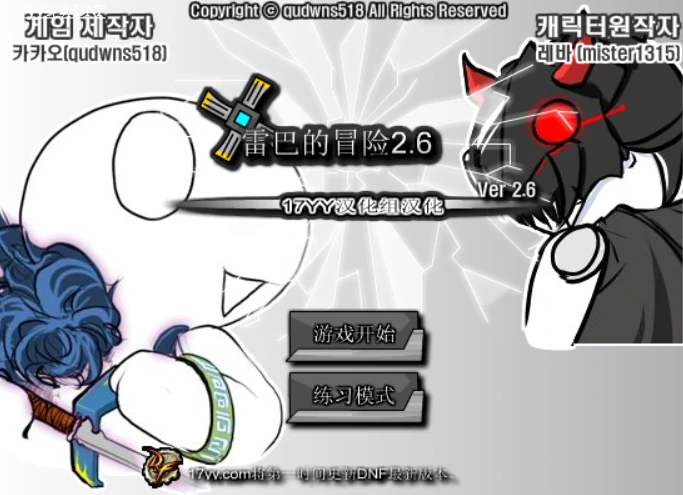 Copyright © qudwns518 All Rights Reserved
게임 제작자
카카오(qudwns518)
캐릭터원작자
레바 (mister1315)
雷巴的冒险2.6
Ver 2.6
17YY汉化组汉化
游戏开始
练习模式
17yy.com将第一时间更新DNF最新版本。